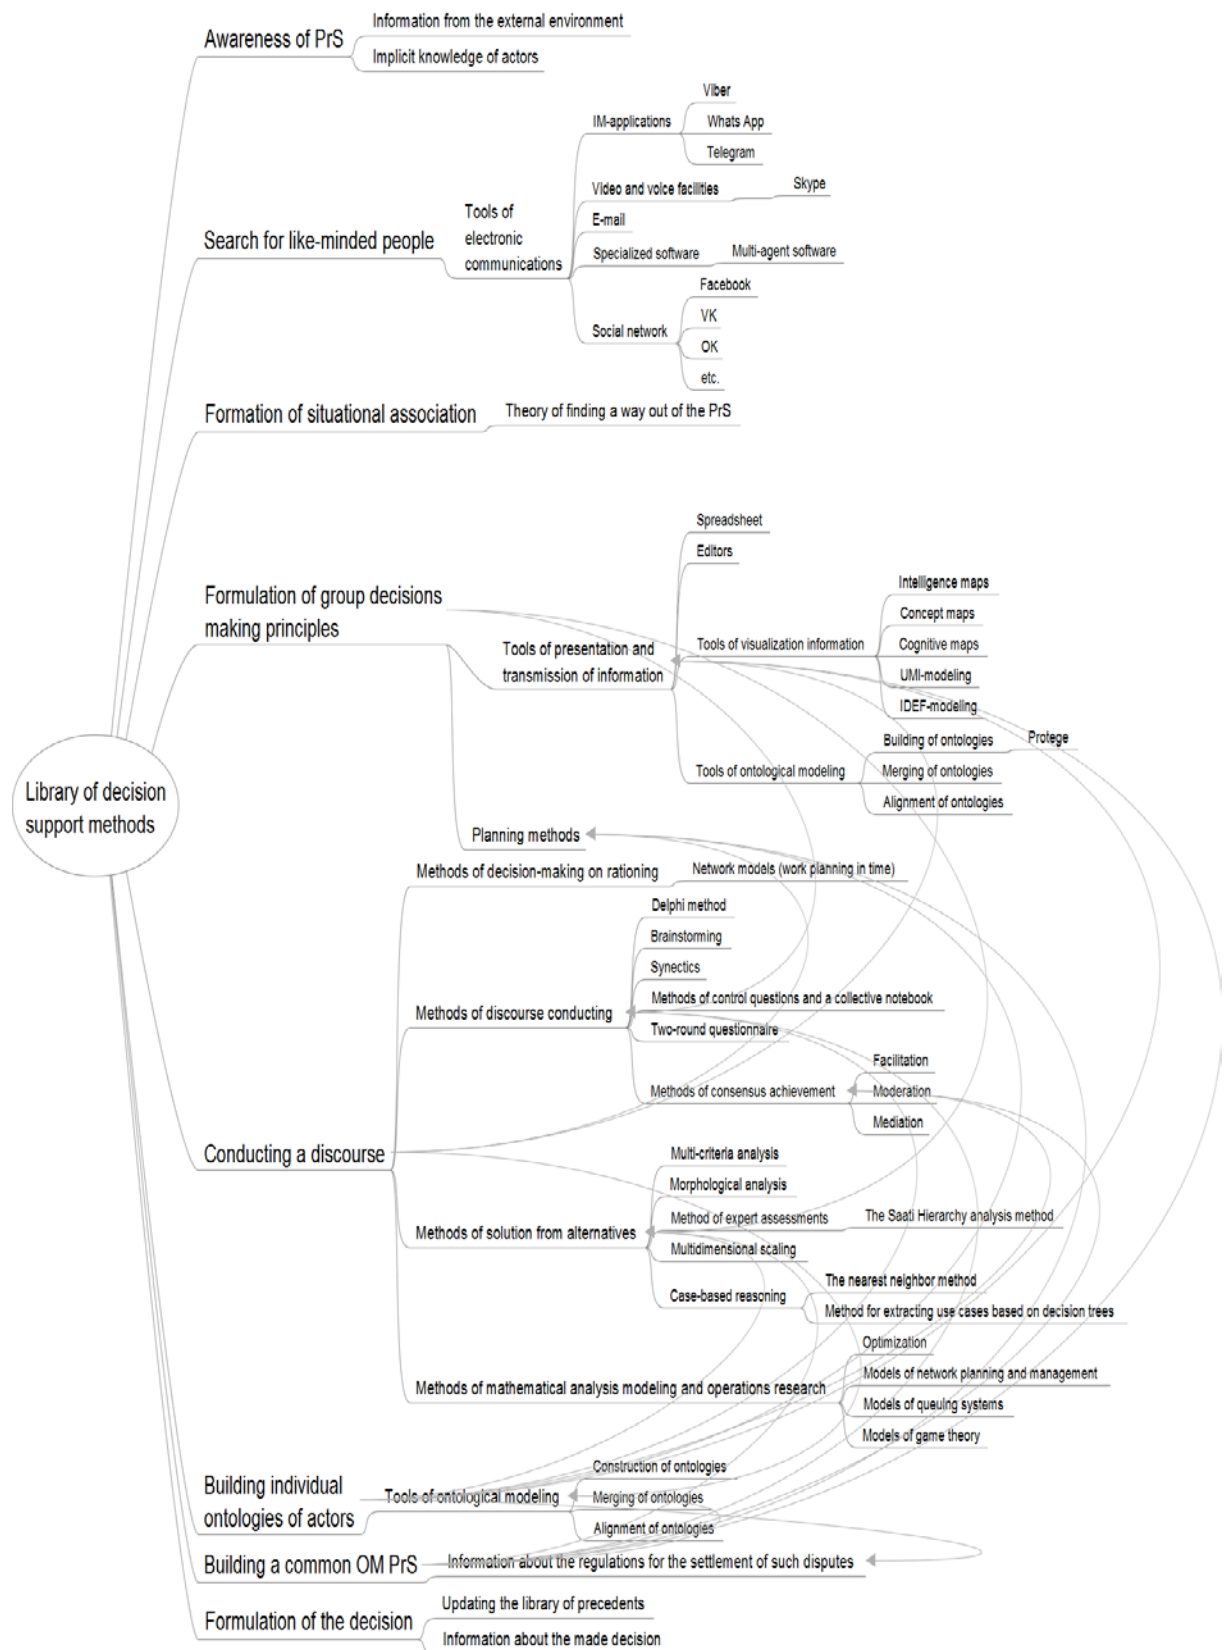 Information from the external environment
Awareness of PrS
Implicit knowledge of actors
Viber
IM-applications
Whats App
Telegram
Video and voice facilities
Skype
Tools of
electronic
communications
E-mail
Search for like-minded people
Specialized software
Multi-agent software
Facebook
Social network
VK
OK
etc.
Formation of situational association
Theory of finding a way out of the PrS
Spreadsheet
Editors
Formulation of group decisions
making principles
Intelligence maps
Concept maps
Tools of presentation and
transmission of information
Tools of visualization information
Cognitive maps
UMI-modeling
IDEF-modeling
Building of ontologies
Protege
Tools of ontological modeling
Merging of ontologies
Alignment of ontologies
Library of decision
support methods
Planning methods
Methods of decision-making on rationing
Network models (work planning in time)
Delphi method
Brainstorming
Synectics
Methods of control questions and a collective notebook
Methods of discourse conducting
Two-round questionnaire
Facilitation
Methods of consensus achievement
Moderation
Mediation
Conducting a discourse
Multi-criteria analysis
Morphological analysis
Method of expert assessments
The Saati Hierarchy analysis method
Methods of solution from alternatives
Multidimensional scaling
The nearest neighbor method
Case-based reasoning
Method for extracting use cases based on decision trees
Optimization
Models of network planning and management
Methods of mathematical analysis modeling and operations research
Models of queuing systems
Models of game theory
Building individual
ontologies of actors
Construction of ontologies
Tools of ontological modeling
Merging of ontologies
Alignment of ontologies
Building a common OM PrS
Information about the regulations for the settlement of such disputes
Formulation of the decision
Updating the library of precedents
Information about the made decision